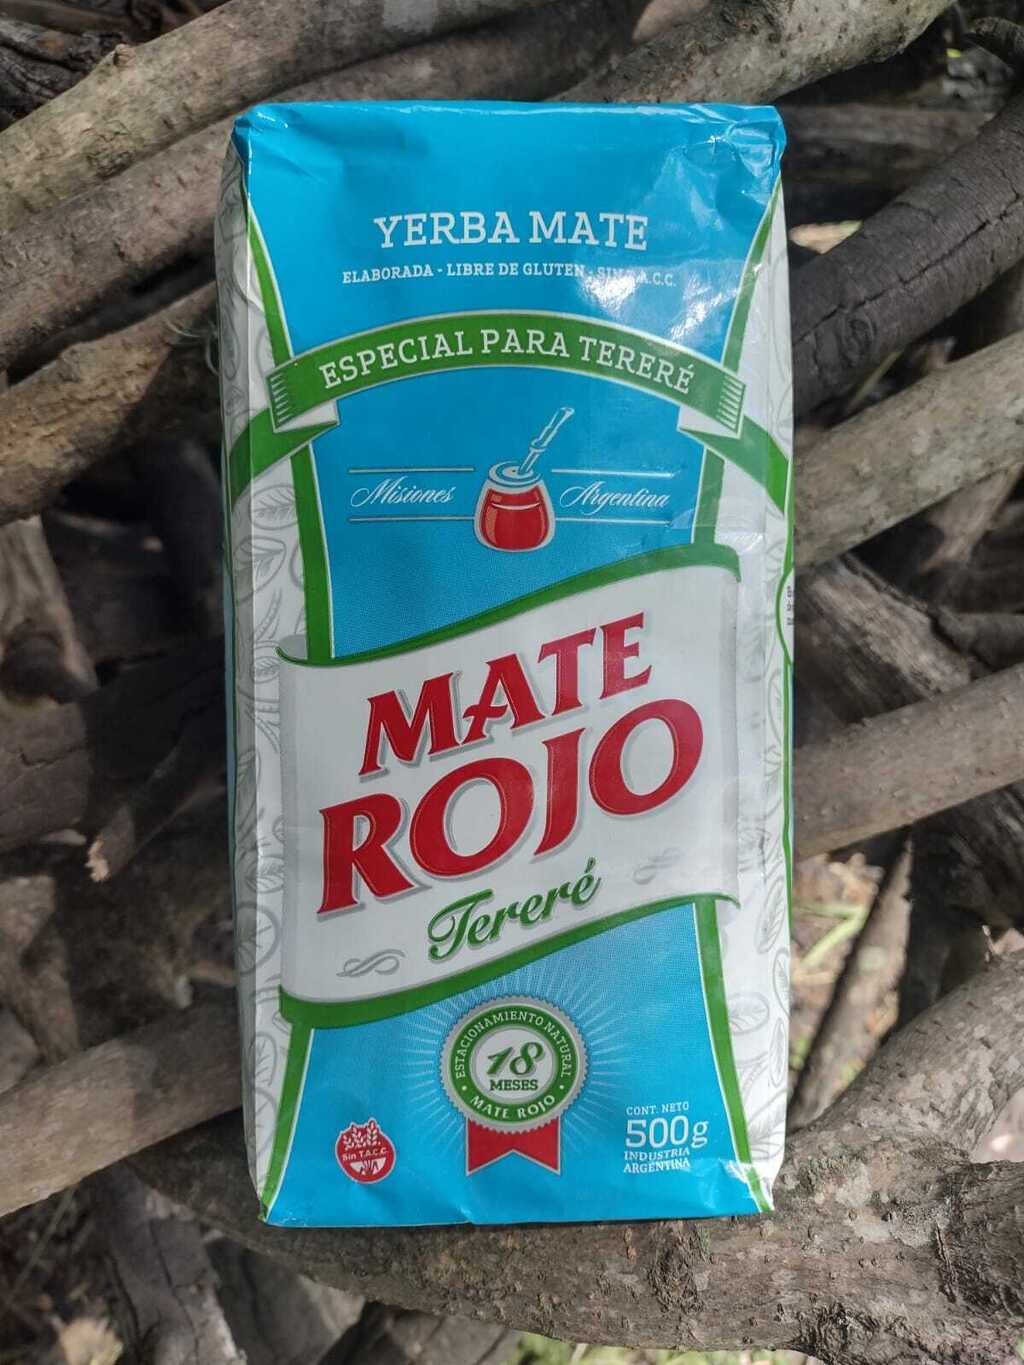 YERBA MATE
ELABORADA - LIBRE DE GLUTEN - SIN T.A.C.C.
ESPECIAL PARA TERERÉ
Misiones Argentina
MATE
ROJO
Tereré
ESTACIONAMIENTO NATURAL
18
MESES
MATE ROJO
Sin T.A.C.C.
CONT. NETO
500g
INDUSTRIA
ARGENTINA